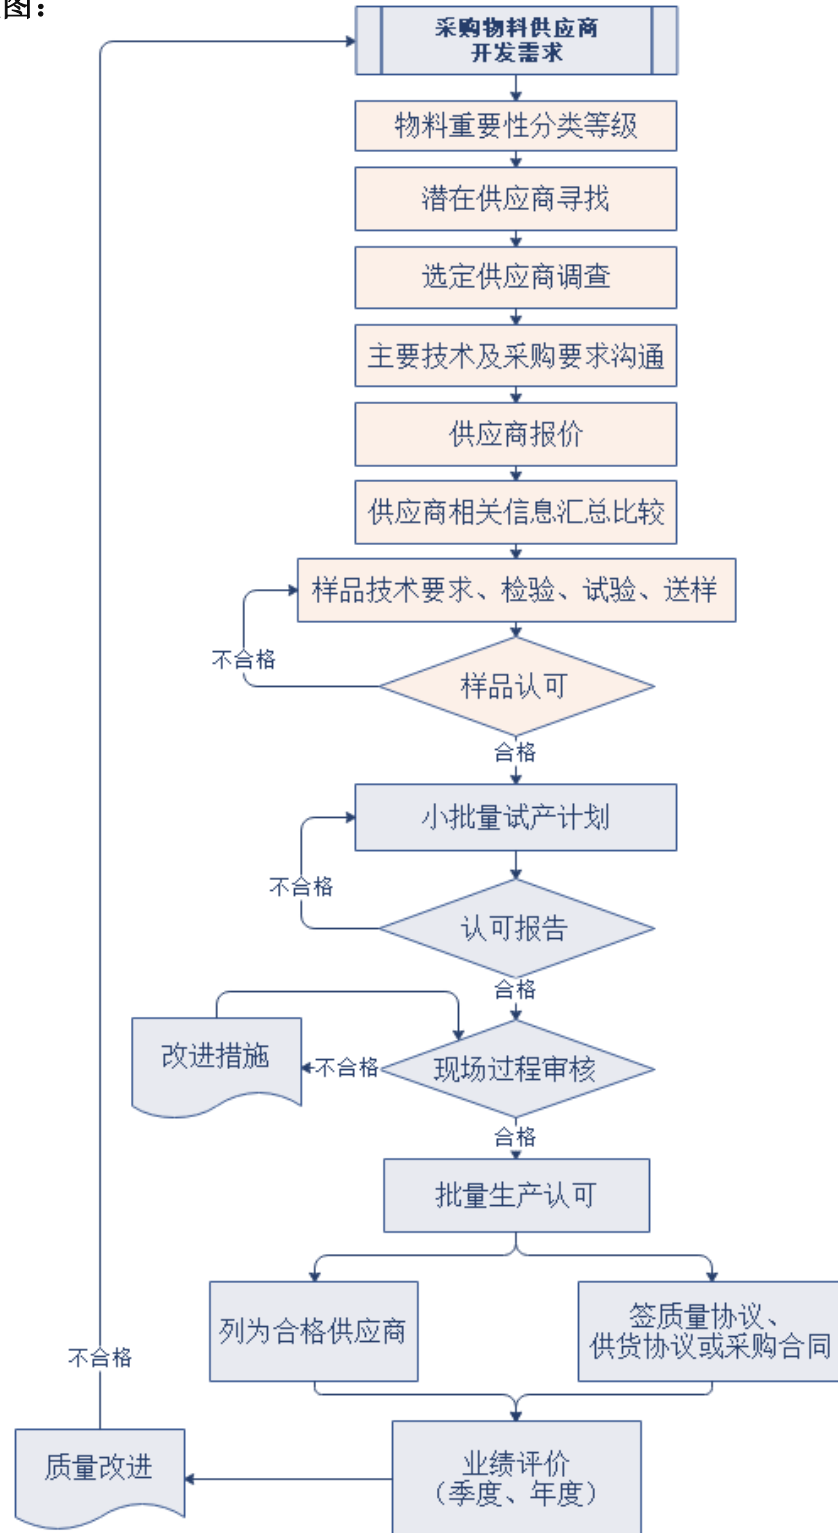 图：
采购物料供应商
开发需求
物料重要性分类等级
潜在供应商寻找
选定供应商调查
主要技术及采购要求沟通
供应商报价
供应商相关信息汇总比较
样品技术要求、检验、试验、送样
不合格
样品认可
合格
小批量试产计划
不合格
认可报告
合格
改进措施
不合格
现场过程审核
合格
批量生产认可
列为合格供应商
签质量协议、
供货协议或采购合同
不合格
质量改进
业绩评价
（季度、年度）